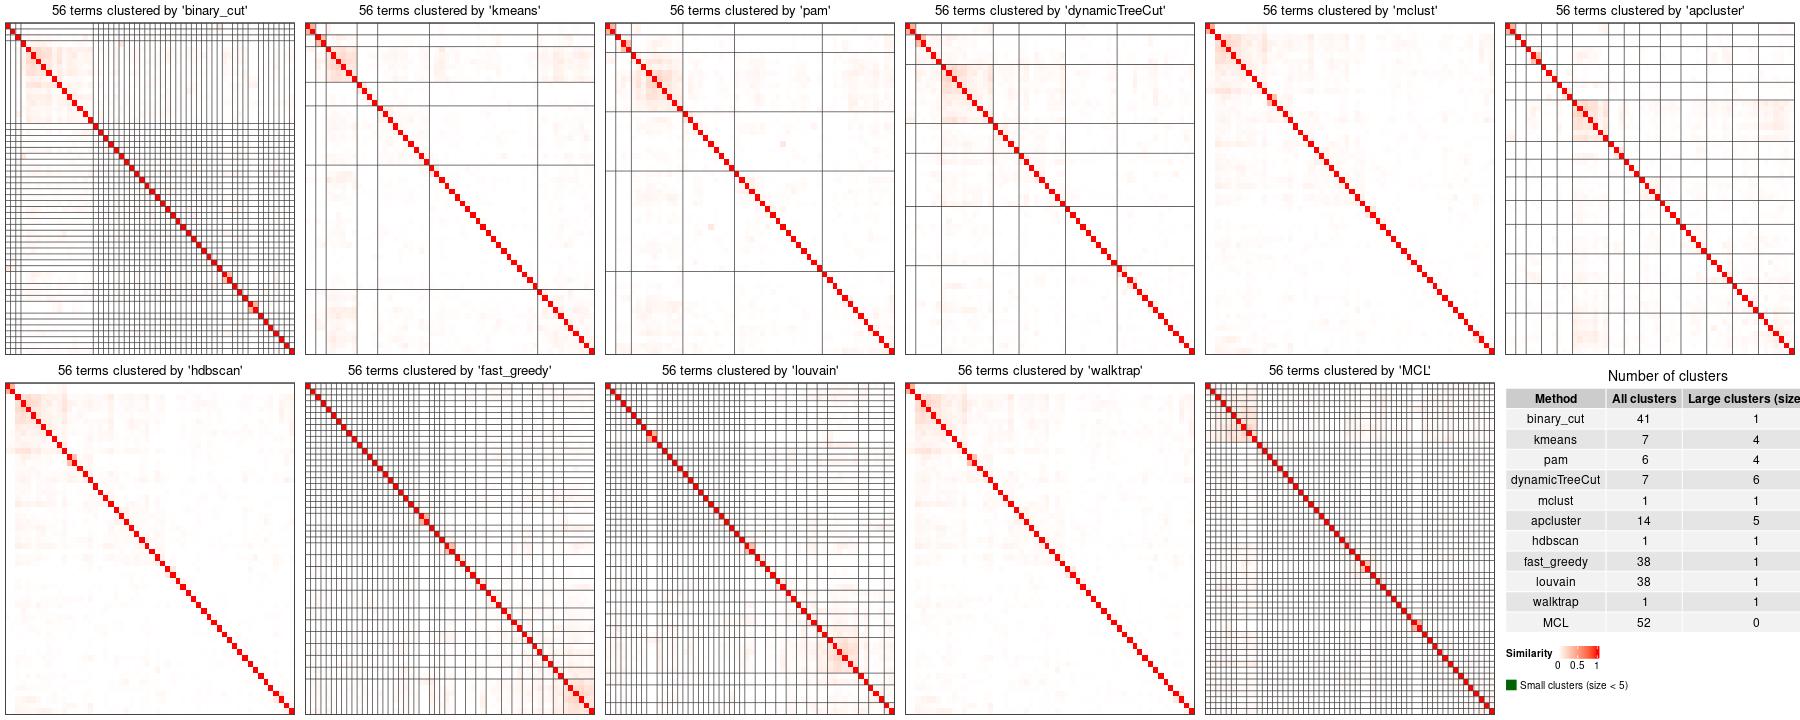 56 terms clustered by 'binary_cut'
56 terms clustered by 'kmeans'
56 terms clustered by 'pam'
56 terms clustered by 'dynamicTreeCut'
56 terms clustered by 'mclust'
56 terms clustered by 'apcluster'
56 terms clustered by 'hdbscan'
56 terms clustered by 'fast_greedy'
56 terms clustered by 'louvain'
56 terms clustered by 'walktrap'
56 terms clustered by 'MCL'
Number of clusters
Method All clusters Large clusters (size
binary_cut 41 1
kmeans 7 4
pam 6 4
dynamicTreeCut 7 6
mclust 1 1
apcluster 14 5
hdbscan 1 1
fast_greedy 38 1
louvain 38 1
walktrap 1 1
MCL 52 0
Similarity
0 0.5 1
Small clusters (size < 5)